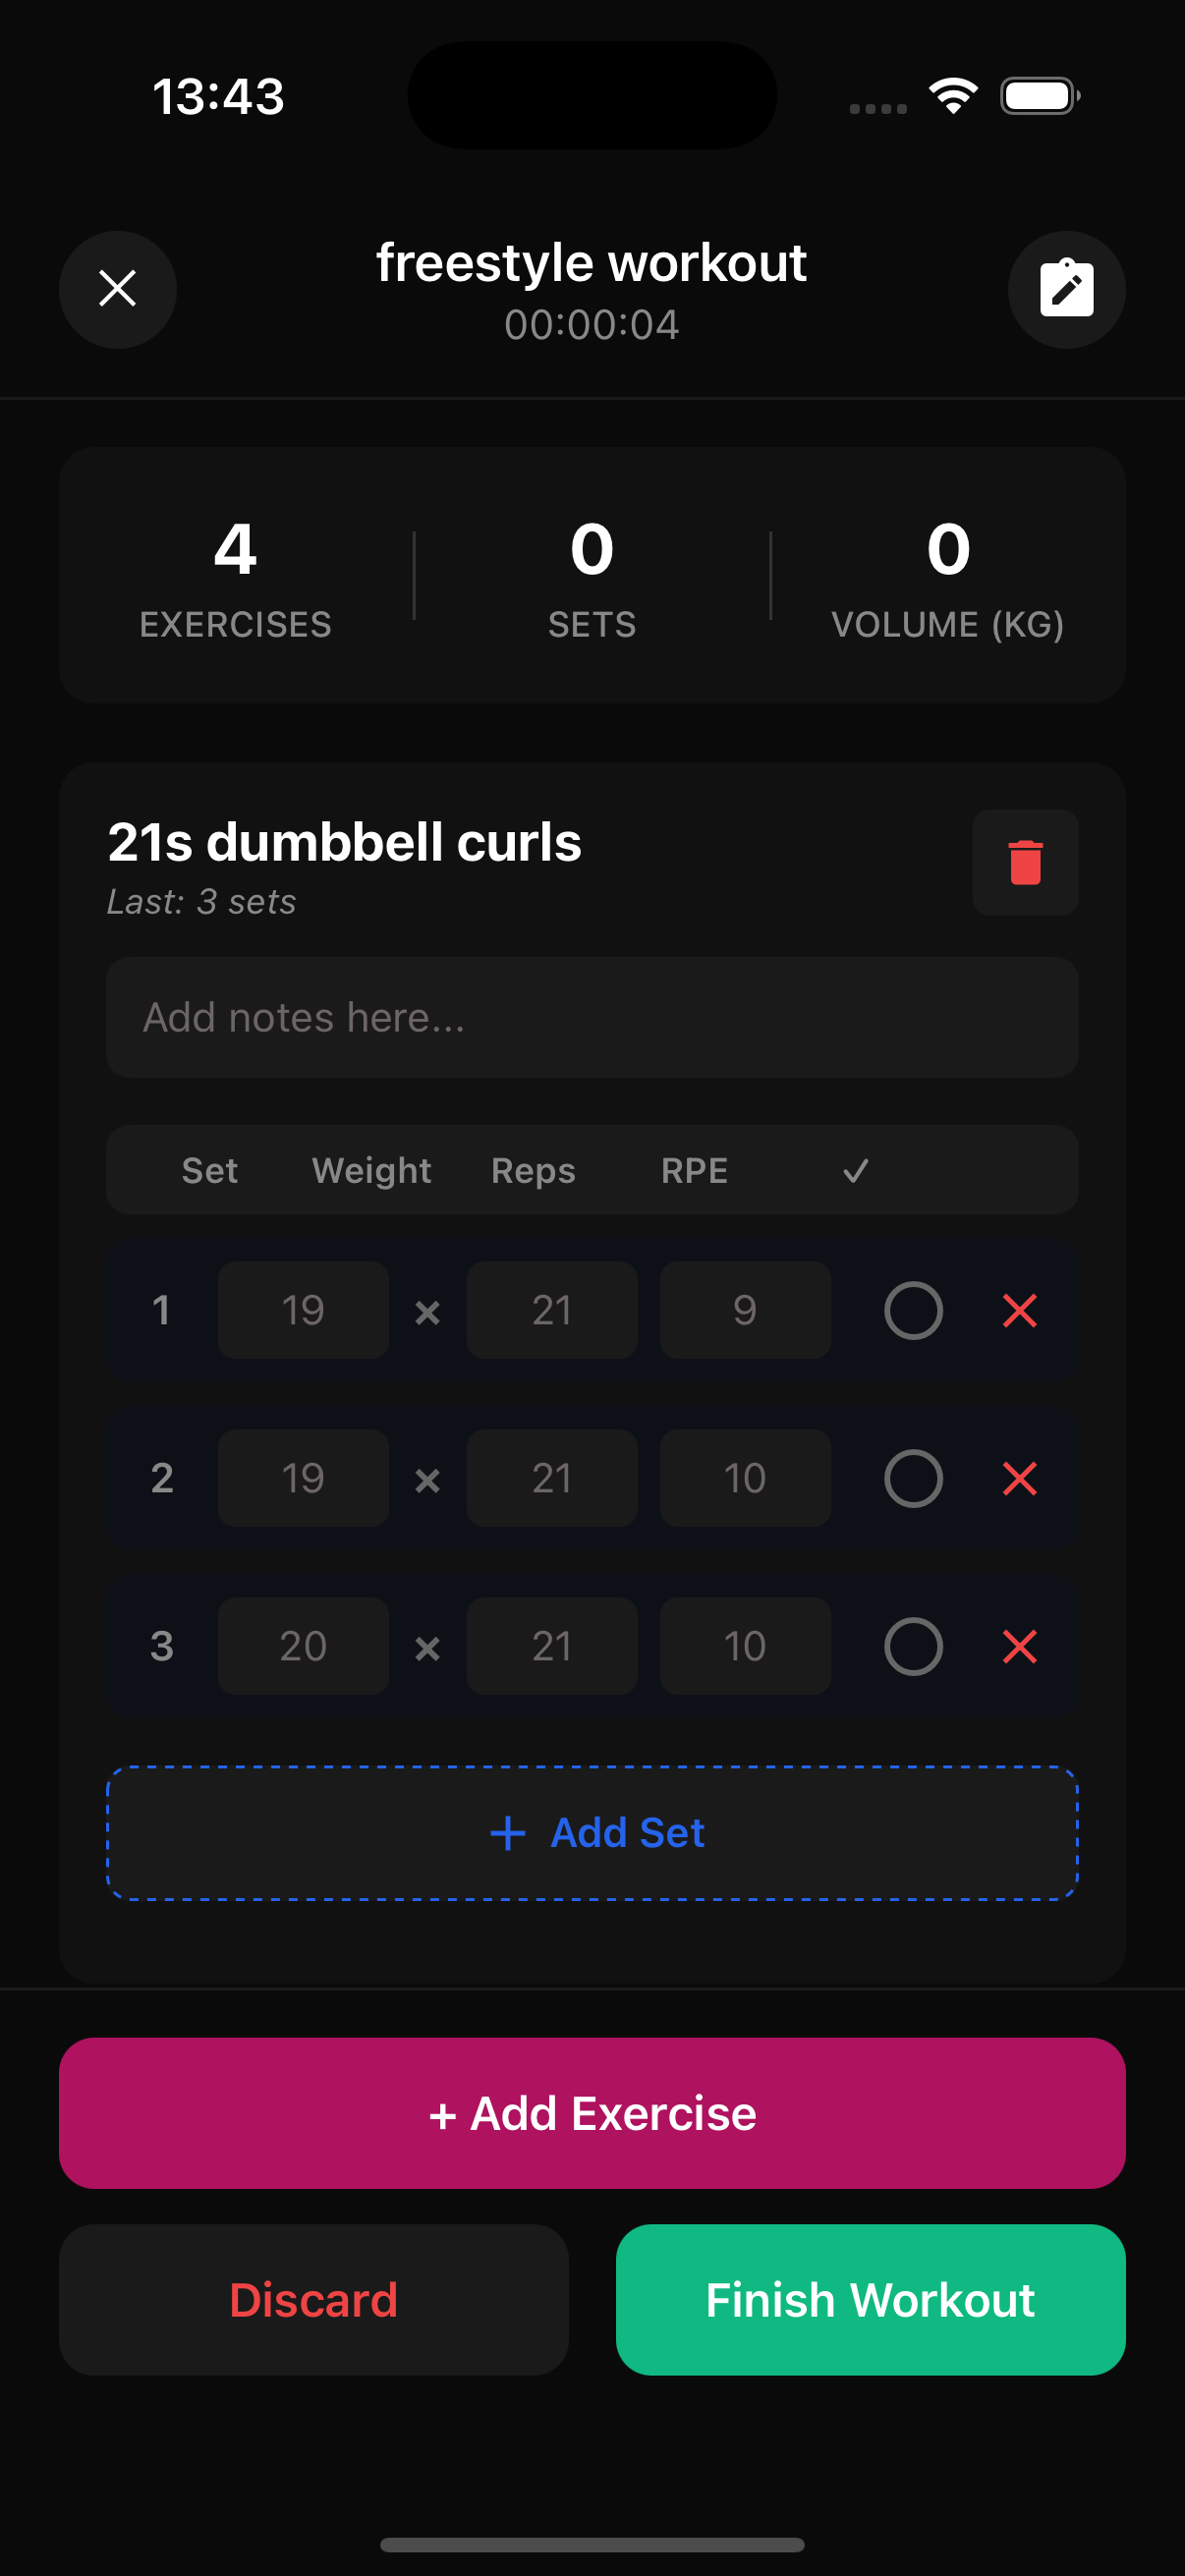 13:43
freestyle workout
00:00:04
4 0 0
EXERCISES SETS VOLUME (KG)
21s dumbbell curls
Last: 3 sets
Add notes here...
Set Weight Reps RPE ✓
1 19 × 21 9
2 19 × 21 10
3 20 × 21 10
+ Add Set
+ Add Exercise
Discard Finish Workout